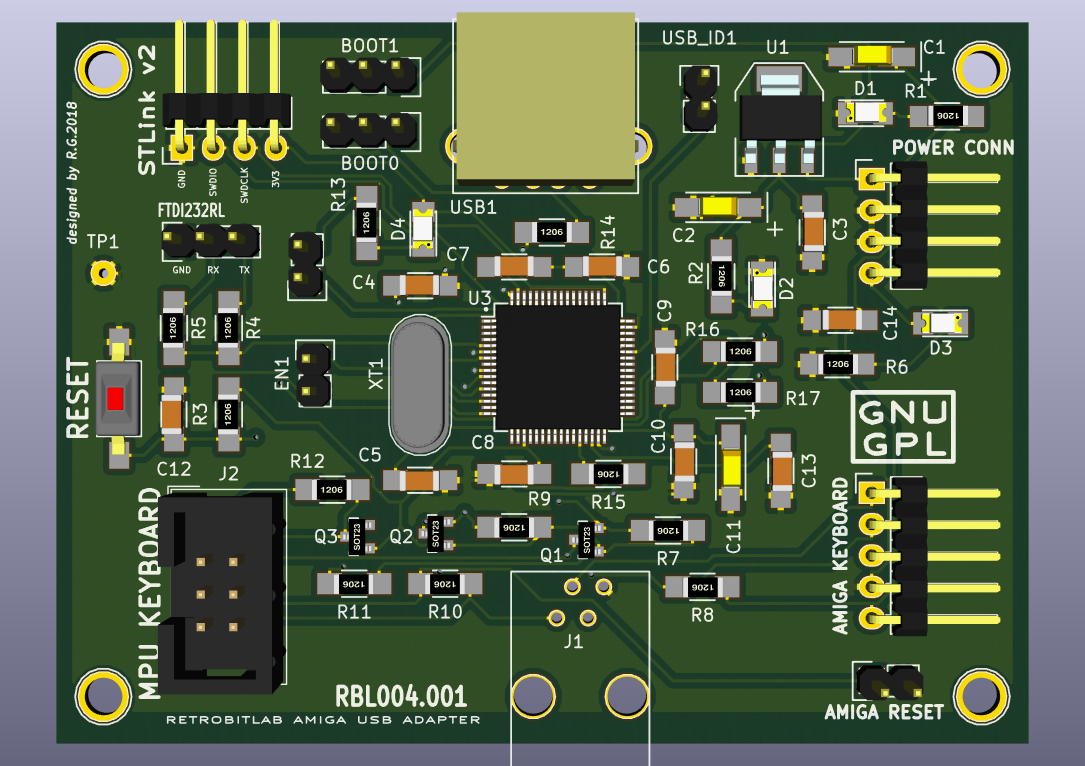 STLink v2
designed by R.G.2018
GND
SWDIO
SWDCLK
3V3
BOOT1
BOOT0
USB1
USB_ID1
U1
C1
D1
R1
1206
POWER CONN
FTDI232RL
GND
RX
TX
TP1
R13
1206
D4
C7
1206
R14
C4
U3
C6
C2
R2
1206
D2
C3
C14
D3
1206
R5
1206
R4
EN1
XT1
C9
R16
1206
1206
R17
1206
R6
RESET
C12
R3
1206
GNU
GPL
C5
C8
C10
C11
C13
J2
R12
1206
R9
1206
R15
1206
AMIGA KEYBOARD
Q3
SOT23
Q2
SOT23
1206
Q1
SOT23
1206
R7
MPU KEYBOARD
1206
R11
1206
R10
1206
R8
J1
RBL004.001
RETROBITLAB AMIGA USB ADAPTER
AMIGA RESET